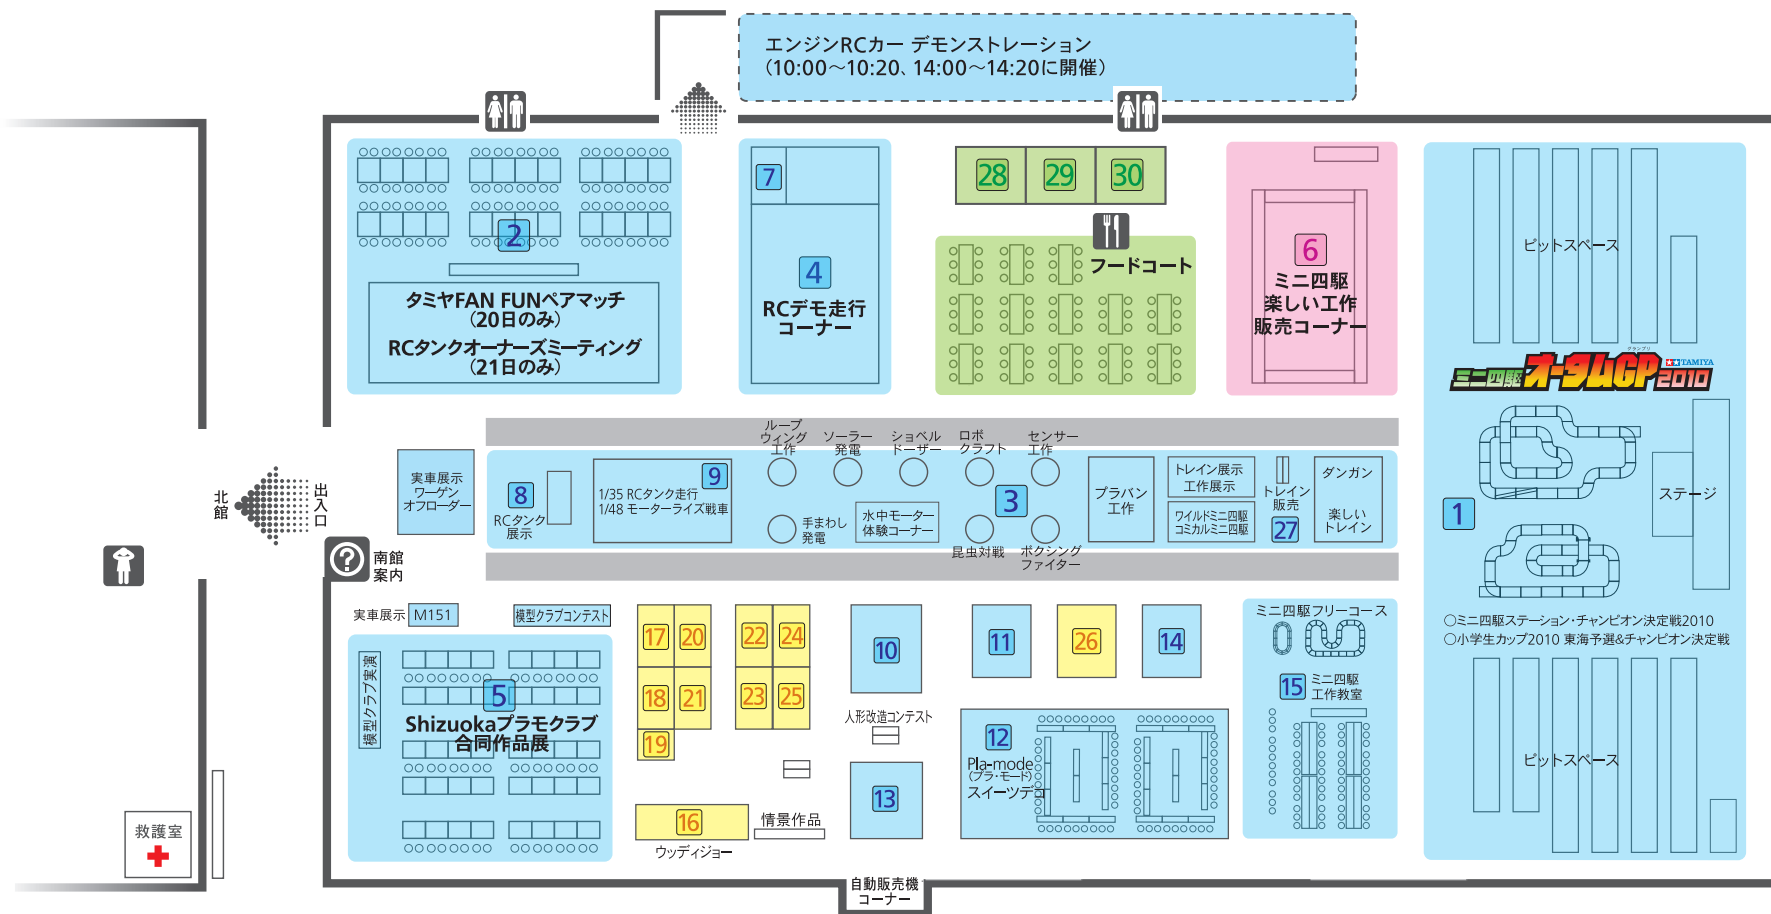 エンジンRCカー デモンストレーション
（10:00〜10:20、14:00〜14:20に開催）
2
タミヤFAN FUNペアマッチ
（20日のみ）
RCタンクオーナーズミーティング
（21日のみ）
7
4
RCデモ走行
コーナー
28
29
30
フードコート
6
ミニ四駆
楽しい工作
販売コーナー
ピットスペース
グランプリ
ミニ四駆 オータムGP 2010
TAMIYA
1
ステージ
○ミニ四駆ステーション・チャンピオン決定戦2010
○小学生カップ2010 東海予選&チャンピオン決定戦
ピットスペース
北館
出入口
?
南館
案内
実車展示
ワーゲン
オフローダー
8
RCタンク
展示
9
1/35 RCタンク走行
1/48 モーターライズ戦車
ループ
ウィング
工作
ソーラー
発電
ショベル
ドーザー
ロボ
クラフト
センサー
工作
手まわし
発電
水中モーター
体験コーナー
3
昆虫対戦
ボクシング
ファイター
プラバン
工作
トレイン展示
工作展示
ワイルドミニ四駆
コミカルミニ四駆
トレイン
販売
27
ダンガン
楽しい
トレイン
実車展示
M151
模型クラブコンテスト
模型クラブ実演
5
Shizuokaプラモクラブ
合同作品展
17
20
18
21
19
22
24
23
25
16
ウッディジョー
情景作品
10
人形改造コンテスト
13
11
26
14
12
Pla-mode
（プラ・モード）
スイーツデコ
ミニ四駆フリーコース
15
ミニ四駆
工作教室
救護室
自動販売機
コーナー